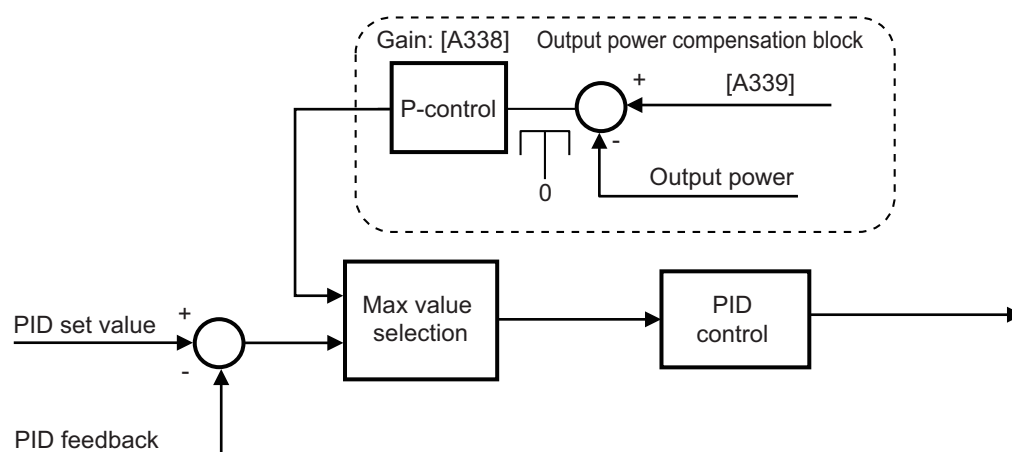 Gain: [A338] Output power compensation block
P-control
+
[A339]
-
Output power
0
Max value
selection
PID
control
PID set value
+
-
PID feedback